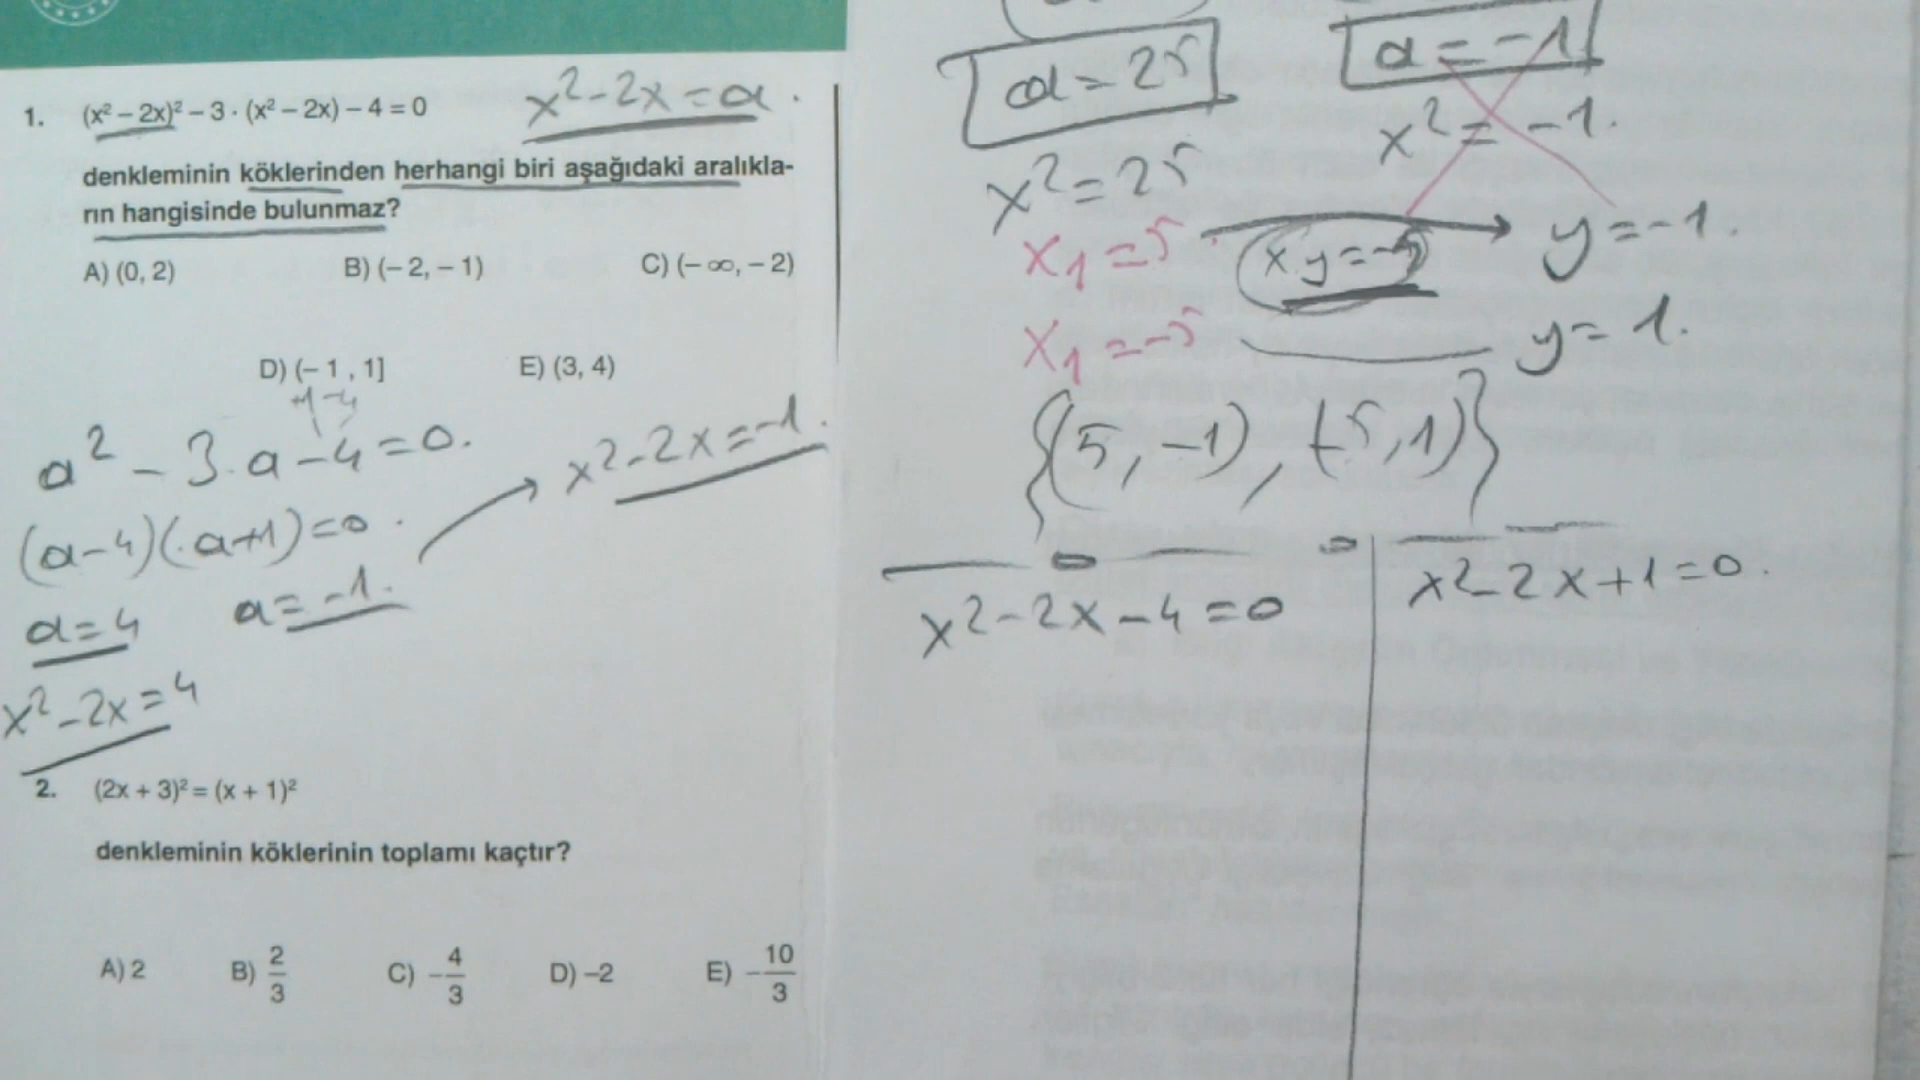 1. (x² – 2x)² – 3 · (x² – 2x) – 4 = 0
x²-2x=a.
denkleminin köklerinden herhangi biri aşağıdaki aralıkla-
rın hangisinde bulunmaz?
A) (0, 2) B) (– 2, – 1) C) (– ∞, – 2)
D) (– 1 , 1] E) (3, 4)
+1 -4
a² - 3.a-4=0.
(a-4)(.a+1)=0.
a=4 a=-1.
x²-2x=-1.
x²-2x=4
2. (2x + 3)² = (x + 1)²
denkleminin köklerinin toplamı kaçtır?
A) 2 B) 2/3 C) –4/3 D) –2 E) –10/3
a=25 a=-1
x²=25 x²=-1.
x₁=5 x.y=-5 y=-1.
x₁=-5 y=1.
{(5,-1), (-5,1)}
x²-2x-4=0 x²-2x+1=0.